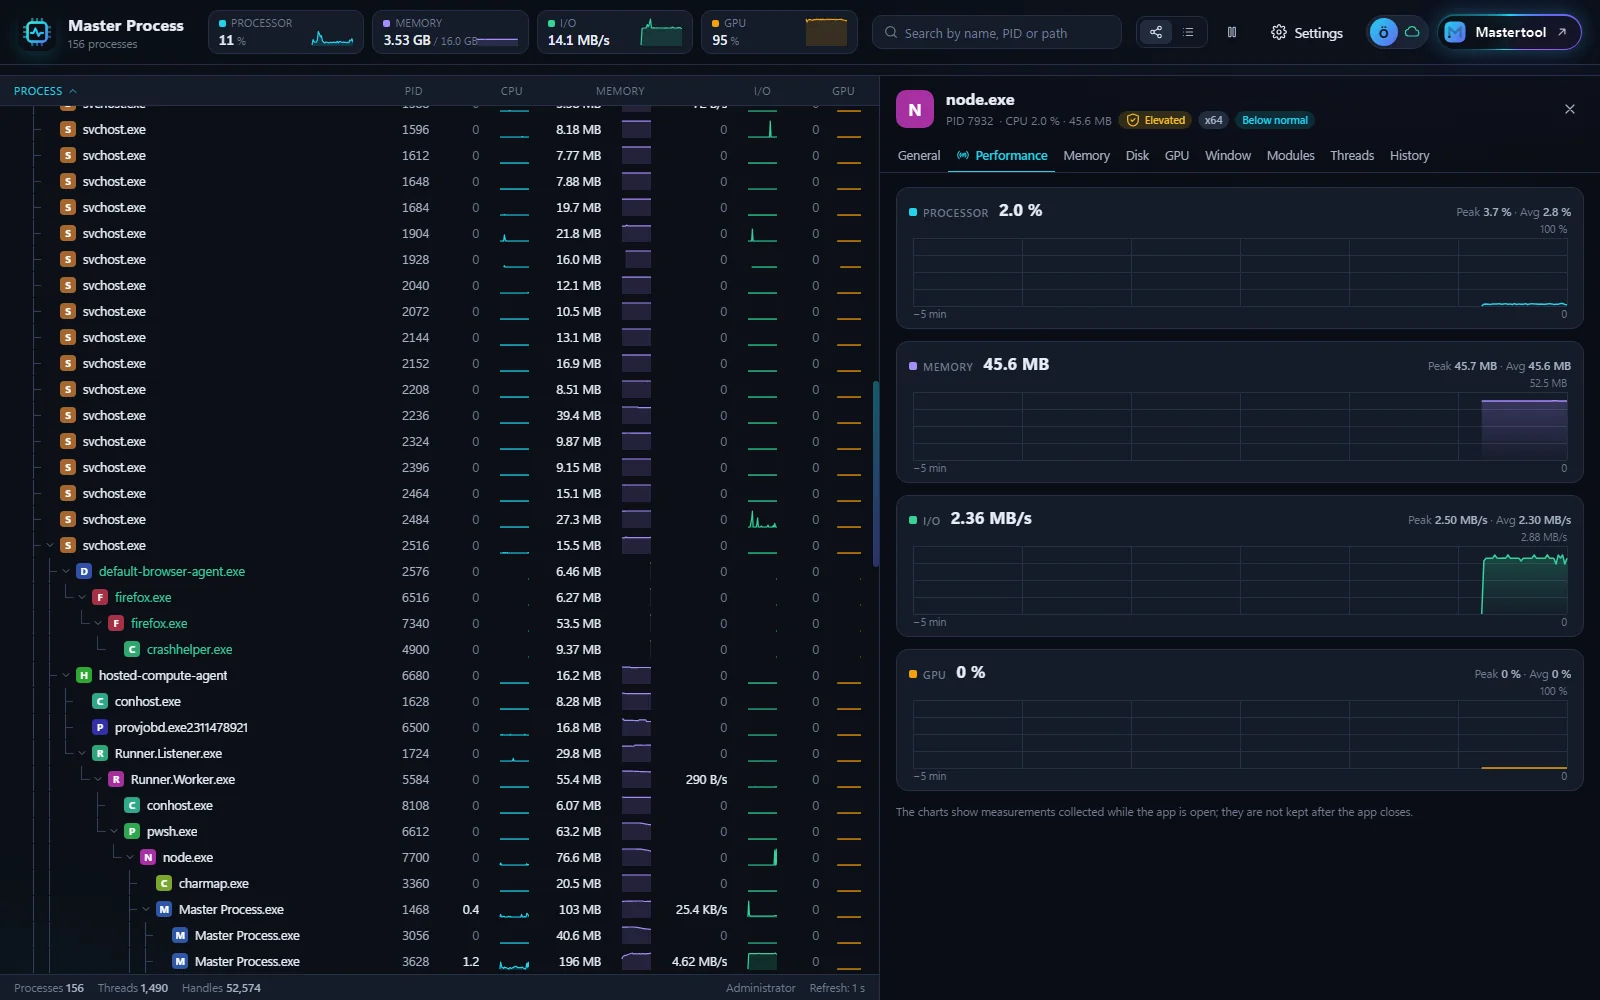 Master Process
156 processes
PROCESSOR
11 %
MEMORY
3.53 GB / 16.0 GB
I/O
14.1 MB/s
GPU
95 %
Search by name, PID or path
Settings
ö
Mastertool
PROCESS PID CPU MEMORY I/O GPU
S svchost.exe 1596 0 8.18 MB 0 0
S svchost.exe 1612 0 7.77 MB 0 0
S svchost.exe 1648 0 7.88 MB 0 0
S svchost.exe 1684 0 19.7 MB 0 0
S svchost.exe 1904 0 21.8 MB 0 0
S svchost.exe 1928 0 16.0 MB 0 0
S svchost.exe 2040 0 12.1 MB 0 0
S svchost.exe 2072 0 10.5 MB 0 0
S svchost.exe 2144 0 13.1 MB 0 0
S svchost.exe 2152 0 16.9 MB 0 0
S svchost.exe 2208 0 8.51 MB 0 0
S svchost.exe 2236 0 39.4 MB 0 0
S svchost.exe 2324 0 9.87 MB 0 0
S svchost.exe 2396 0 9.15 MB 0 0
S svchost.exe 2464 0 15.1 MB 0 0
S svchost.exe 2484 0 27.3 MB 0 0
S svchost.exe 2516 0 15.5 MB 0 0
D default-browser-agent.exe 2576 0 6.46 MB 0 0
F firefox.exe 6516 0 6.27 MB 0 0
F firefox.exe 7340 0 53.5 MB 0 0
C crashhelper.exe 4900 0 9.37 MB 0 0
H hosted-compute-agent 6680 0 16.2 MB 0 0
C conhost.exe 1628 0 8.28 MB 0 0
P provjobd.exe2311478921 6500 0 16.8 MB 0 0
R Runner.Listener.exe 1724 0 29.8 MB 0 0
R Runner.Worker.exe 5584 0 55.4 MB 290 B/s 0
C conhost.exe 8108 0 6.07 MB 0 0
P pwsh.exe 6612 0 63.2 MB 0 0
N node.exe 7700 0 76.6 MB 0 0
C charmap.exe 3360 0 20.5 MB 0 0
M Master Process.exe 1468 0.4 103 MB 25.4 KB/s 0
M Master Process.exe 3056 0 40.6 MB 0 0
M Master Process.exe 3628 1.2 196 MB 4.62 MB/s 0
Processes 156 Threads 1,490 Handles 52,574 Administrator Refresh: 1 s
N
node.exe
PID 7932 · CPU 2.0 % · 45.6 MB Elevated x64 Below normal
General Performance Memory Disk GPU Window Modules Threads History
PROCESSOR 2.0 % Peak 3.7 % · Avg 2.8 %
100 %
−5 min 0
MEMORY 45.6 MB Peak 45.7 MB · Avg 45.6 MB
52.5 MB
−5 min 0
I/O 2.36 MB/s Peak 2.50 MB/s · Avg 2.30 MB/s
2.88 MB/s
−5 min 0
GPU 0 % Peak 0 % · Avg 0 %
100 %
−5 min 0
The charts show measurements collected while the app is open; they are not kept after the app closes.